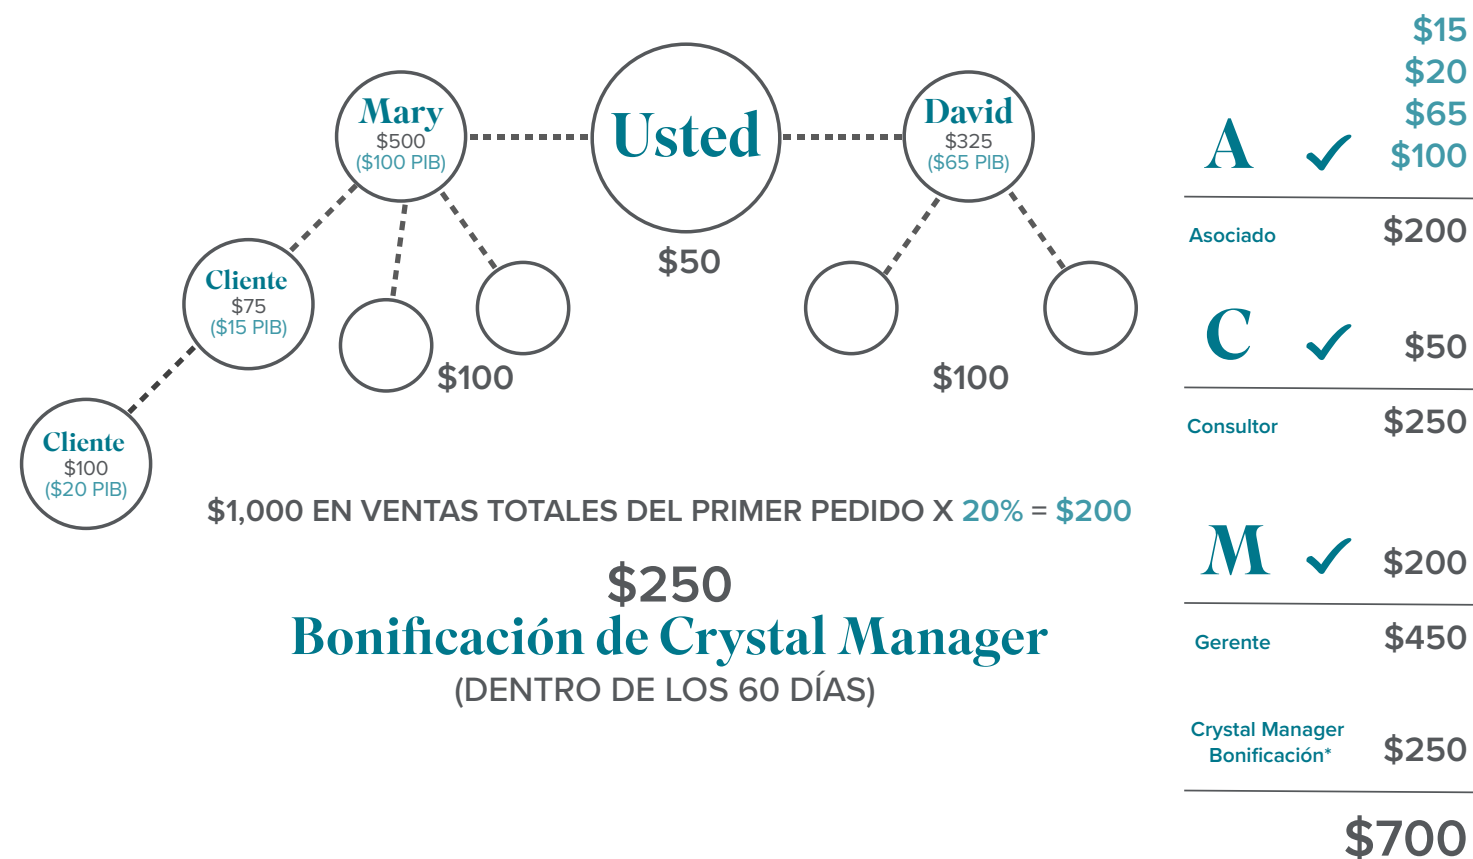 Mary
$500
($100 PIB)
Usted
$50
David
$325
($65 PIB)
Cliente
$75
($15 PIB)
$100
$100
Cliente
$100
($20 PIB)
$1,000 EN VENTAS TOTALES DEL PRIMER PEDIDO X 20% = $200
$250
Bonificación de Crystal Manager
(DENTRO DE LOS 60 DÍAS)
$15
$20
$65
A ✓ $100
Asociado $200
C ✓ $50
Consultor $250
M ✓ $200
Gerente $450
Crystal Manager
Bonificación* $250
$700